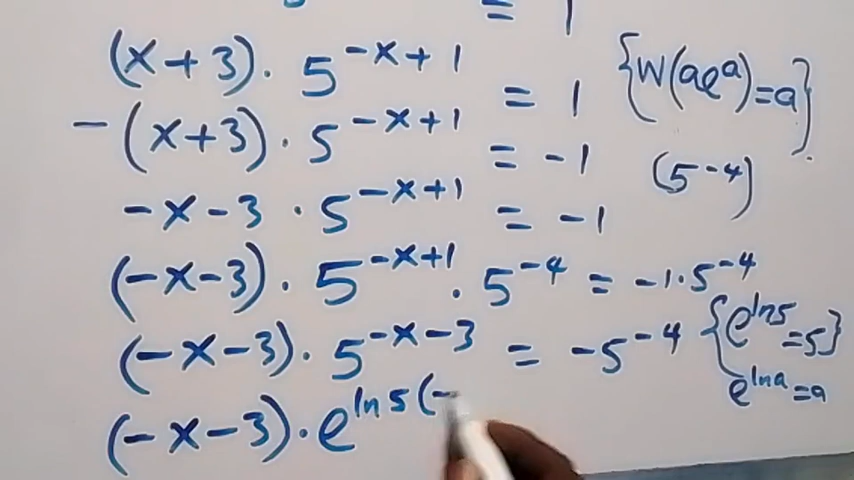 = 1
(x+3). 5^{-x+1} = 1 {W(ae^a)=a}
-(x+3). 5^{-x+1} = -1
(5^{-4})
-x-3 . 5^{-x+1} = -1
(-x-3). 5^{-x+1} . 5^{-4} = -1.5^{-4}
(-x-3). 5^{-x-3} = -5^{-4} {e^{ln5}=5}
e^{lna}=a
(-x-3). e^{ln5(-